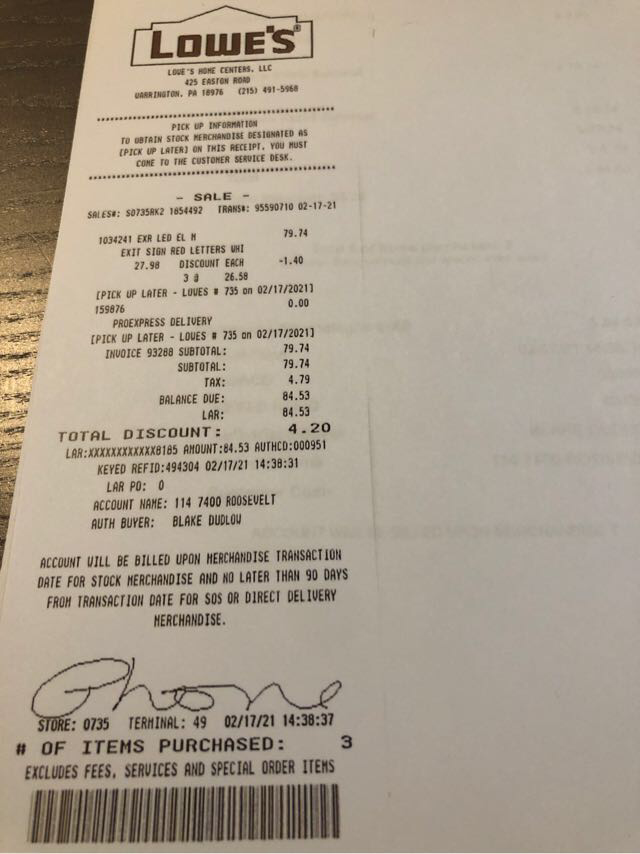 LOWE'S®
LOWE'S HOME CENTERS, LLC
425 EASTON ROAD
WARRINGTON, PA 18976 (215) 491-5968
PICK UP INFORMATION
TO OBTAIN STOCK MERCHANDISE DESIGNATED AS
[PICK UP LATER] ON THIS RECEIPT, YOU MUST
COME TO THE CUSTOMER SERVICE DESK.
- SALE -
SALES#: S0735RK2 1854492 TRANS#: 95590710 02-17-21
1034241 EXR LED EL M 79.74
EXIT SIGN RED LETTERS WHI
27.98 DISCOUNT EACH -1.40
3 @ 26.58
[PICK UP LATER - LOWES # 735 on 02/17/2021]
159876 0.00
PROEXPRESS DELIVERY
[PICK UP LATER - LOWES # 735 on 02/17/2021]
INVOICE 93288 SUBTOTAL: 79.74
SUBTOTAL: 79.74
TAX: 4.79
BALANCE DUE: 84.53
LAR: 84.53
TOTAL DISCOUNT: 4.20
LAR:XXXXXXXXXXXX8185 AMOUNT:84.53 AUTHCD:000951
KEYED REFID:494304 02/17/21 14:38:31
LAR PO: 0
ACCOUNT NAME: 114 7400 ROOSEVELT
AUTH BUYER: BLAKE DUDLOW
ACCOUNT WILL BE BILLED UPON MERCHANDISE TRANSACTION
DATE FOR STOCK MERCHANDISE AND NO LATER THAN 90 DAYS
FROM TRANSACTION DATE FOR SOS OR DIRECT DELIVERY
MERCHANDISE.
Phone
STORE: 0735 TERMINAL: 49 02/17/21 14:38:37
# OF ITEMS PURCHASED: 3
EXCLUDES FEES, SERVICES AND SPECIAL ORDER ITEMS